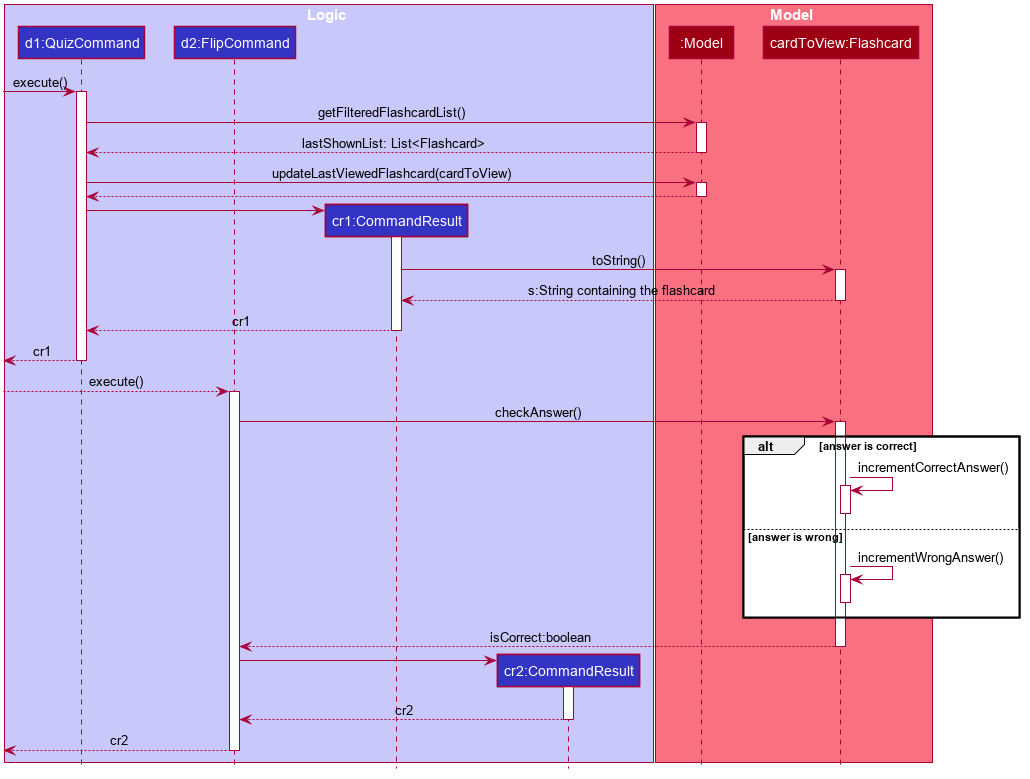 Logic
Model
d1:QuizCommand
d2:FlipCommand
:Model
cardToView:Flashcard
execute()
getFilteredFlashcardList()
lastShownList: List<Flashcard>
updateLastViewedFlashcard(cardToView)
cr1:CommandResult
toString()
s:String containing the flashcard
cr1
cr1
execute()
checkAnswer()
alt
[answer is correct]
incrementCorrectAnswer()
[answer is wrong]
incrementWrongAnswer()
isCorrect:boolean
cr2:CommandResult
cr2
cr2